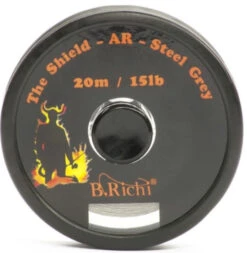 The Shield - AR - Steel Grey
20m / 15lb
B.Richi®